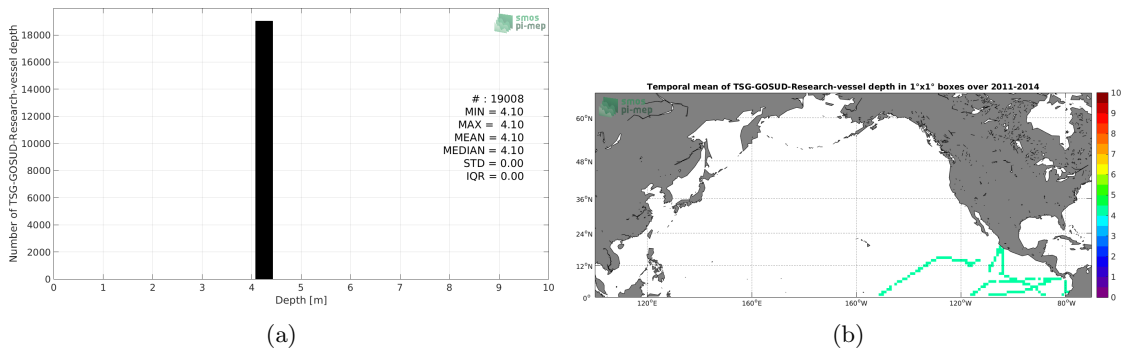 smos
pi-mep
Number of TSG-GOSUD-Research-vessel depth
18000
16000
14000
12000
10000
8000
6000
4000
2000
0
# : 19008
MIN = 4.10
MAX = 4.10
MEAN = 4.10
MEDIAN = 4.10
STD = 0.00
IQR = 0.00
0 1 2 3 4 5 6 7 8 9 10
Depth [m]
(a)
Temporal mean of TSG-GOSUD-Research-vessel depth in 1°x1° boxes over 2011-2014
smos
pi-mep
60°N
48°N
36°N
24°N
12°N
0°
120°E 160°E 160°W 120°W 80°W
10
9
8
7
6
5
4
3
2
1
0
(b)